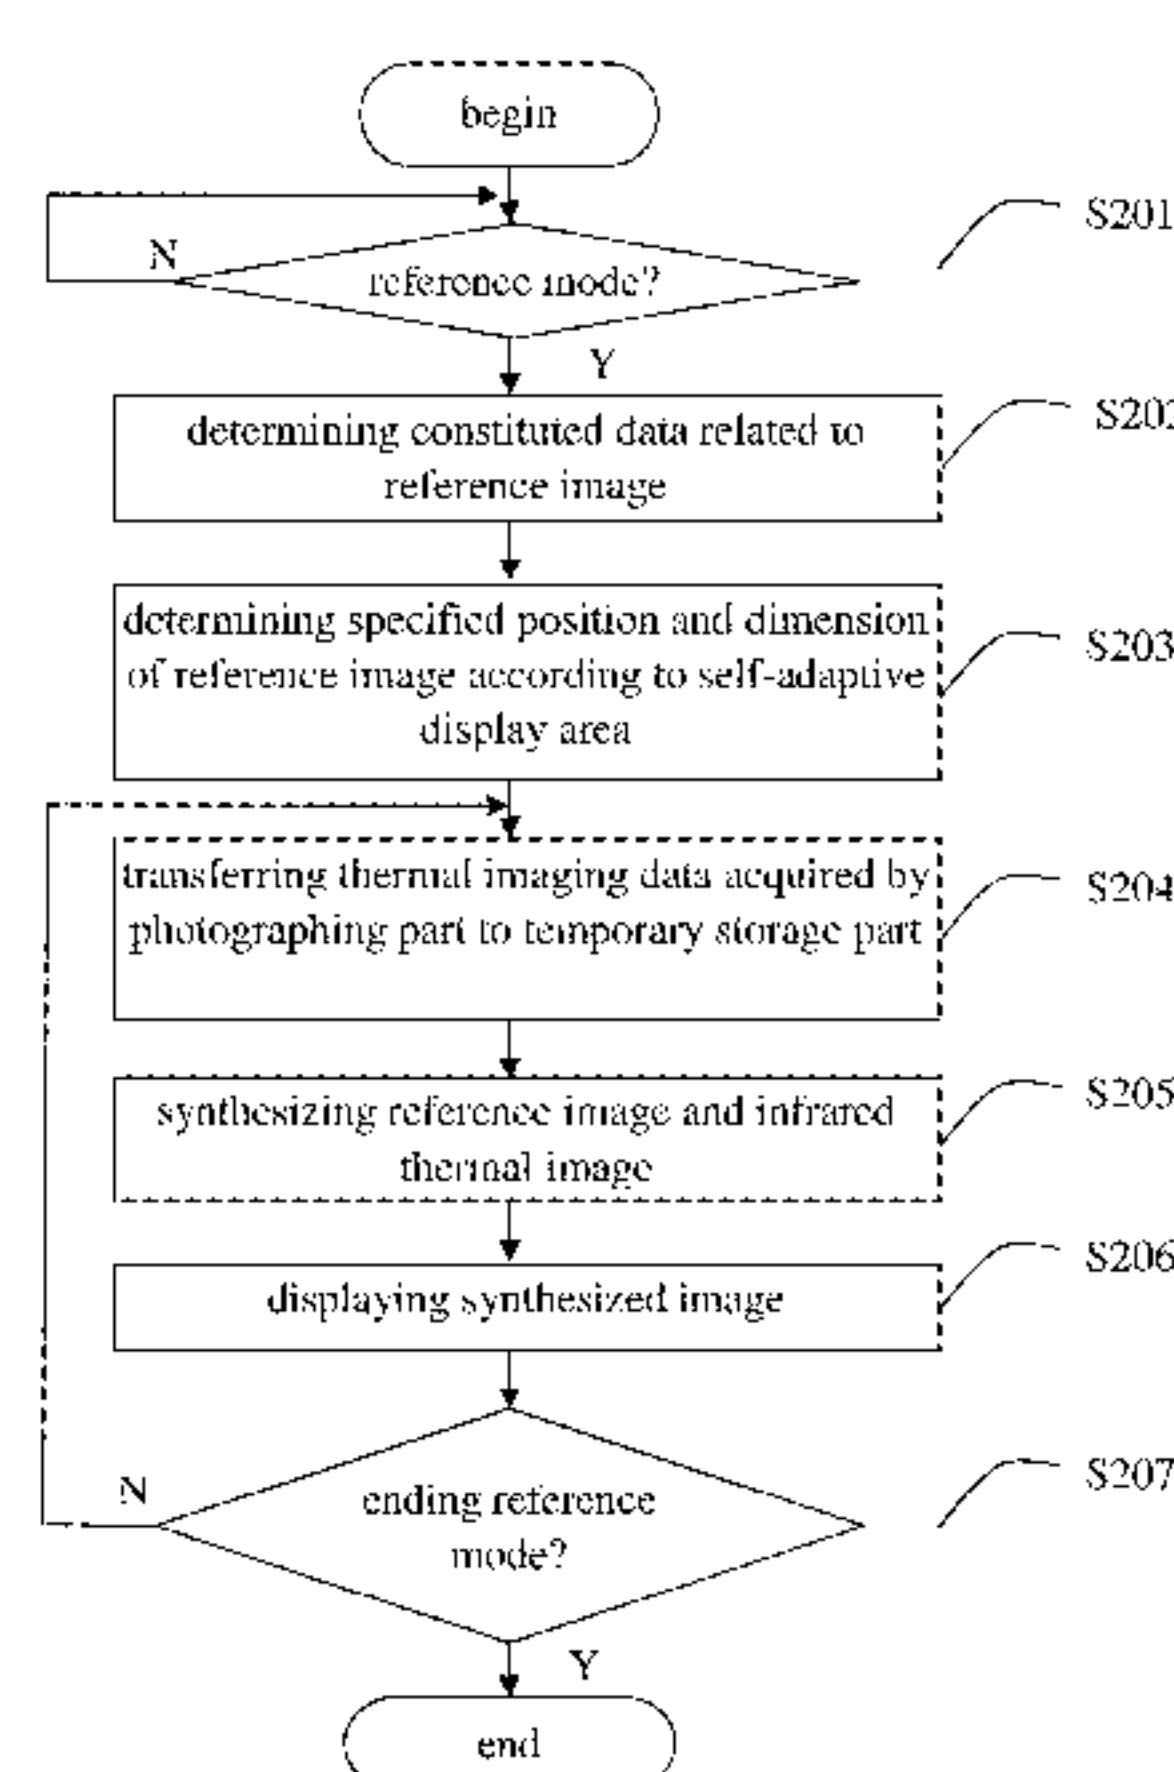 begin
S201
N
reference mode?
Y
S202
determining constituted data related to
reference image
determining specified position and dimension
of reference image according to self-adaptive
display area
S203
transferring thermal imaging data acquired by
photographing part to temporary storage part
S204
synthesizing reference image and infrared
thermal image
S205
displaying synthesized image
S206
N
ending reference
mode?
S207
Y
end